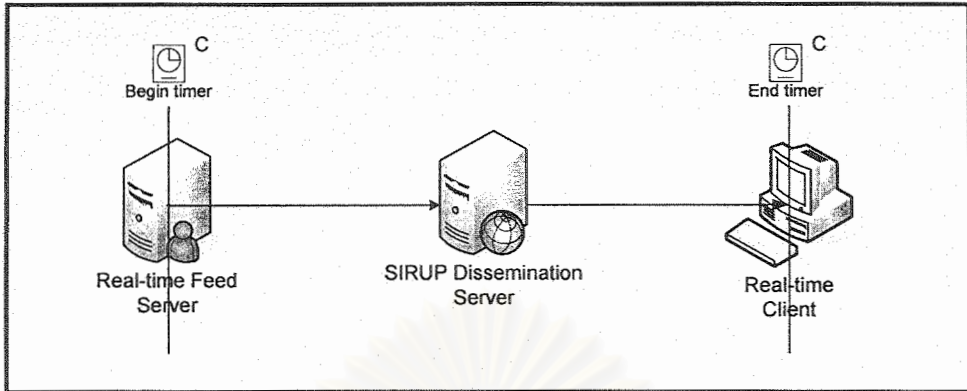 C
Begin timer
C
End timer
Real-time Feed
Server
SIRUP Dissemination
Server
Real-time
Client